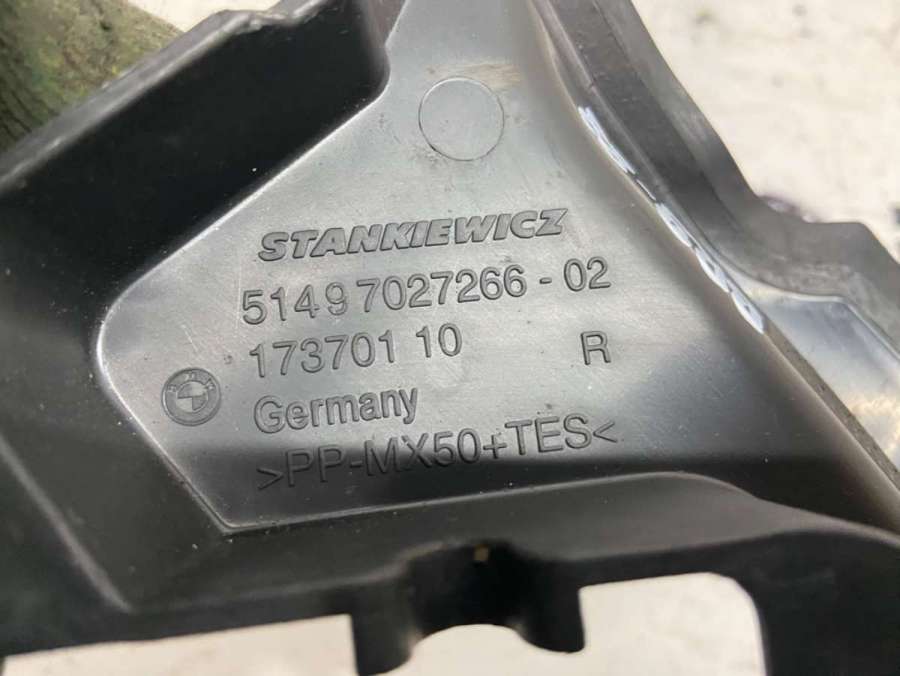 STANKIEWICZ
5149 7027266-02
173701 10 R
Germany
>PP-MX50+TES<